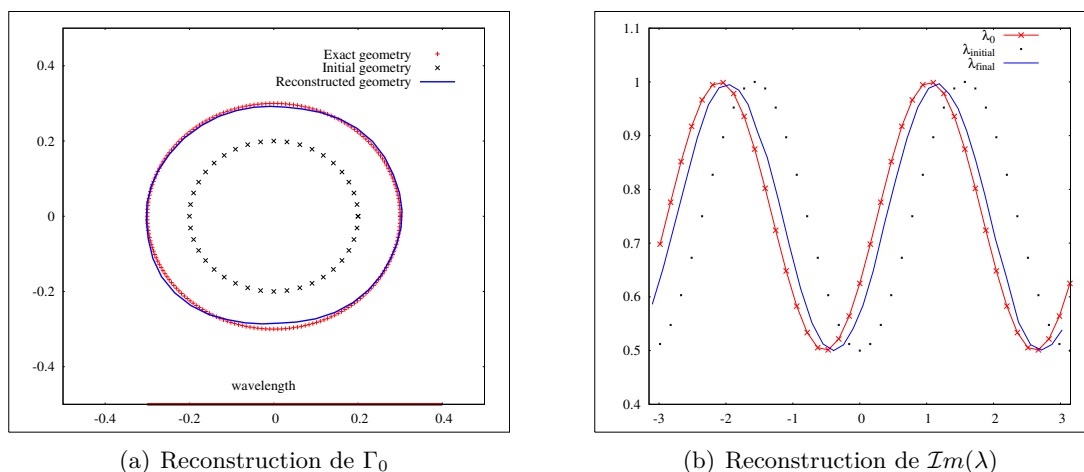 0.4
0.2
0
-0.2
-0.4
-0.4
-0.2
0
0.2
0.4
Exact geometry
Initial geometry
Reconstructed geometry
wavelength
(a) Reconstruction de Γ0
1.1
1
0.9
0.8
0.7
0.6
0.5
0.4
-3
-2
-1
0
1
2
3
λ0
λinitial
λfinal
(b) Reconstruction de Im(λ)